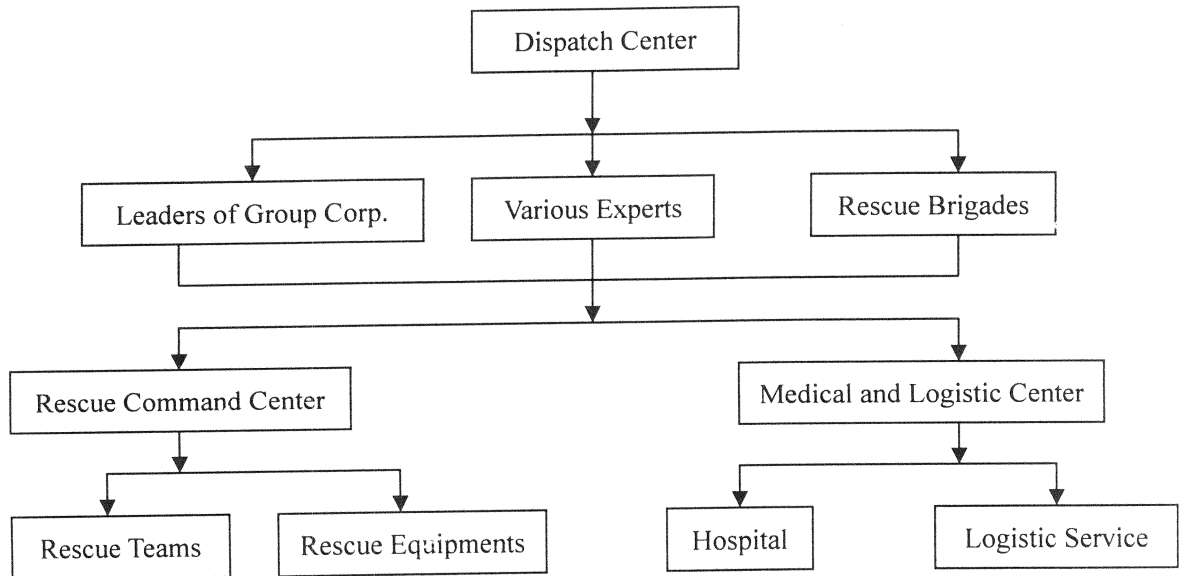 Dispatch Center
Leaders of Group Corp.
Various Experts
Rescue Brigades
Rescue Command Center
Medical and Logistic Center
Rescue Teams
Rescue Equipments
Hospital
Logistic Service